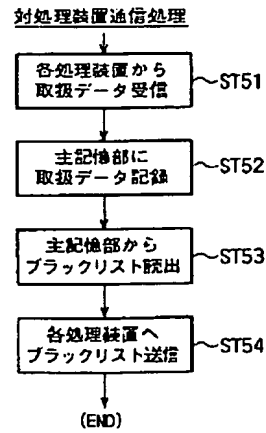 対処理装置通信処理
各処理装置から
取扱データ受信
ST51
主記憶部に
取扱データ記録
ST52
主記憶部から
ブラックリスト読出
ST53
各処理装置へ
ブラックリスト送信
ST54
(END)